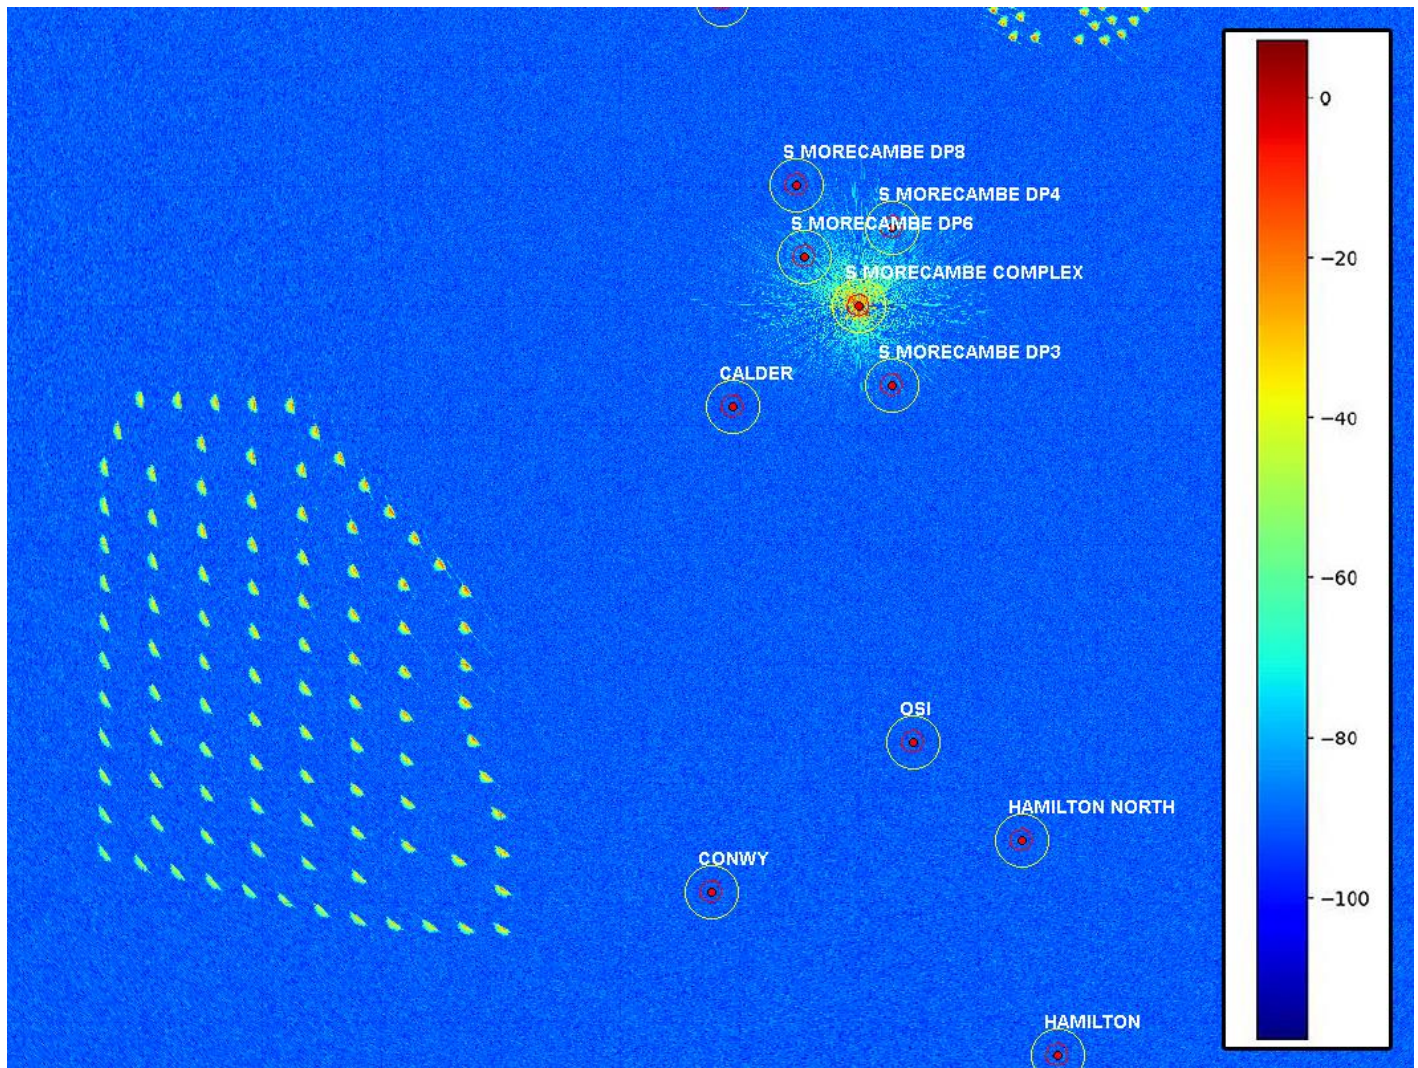 S MORECAMBE DP8
S MORECAMBE DP4
S MORECAMBE DP6
S MORECAMBE COMPLEX
S MORECAMBE DP3
CALDER
OSI
HAMILTON NORTH
CONWY
HAMILTON
0
−20
−40
−60
−80
−100